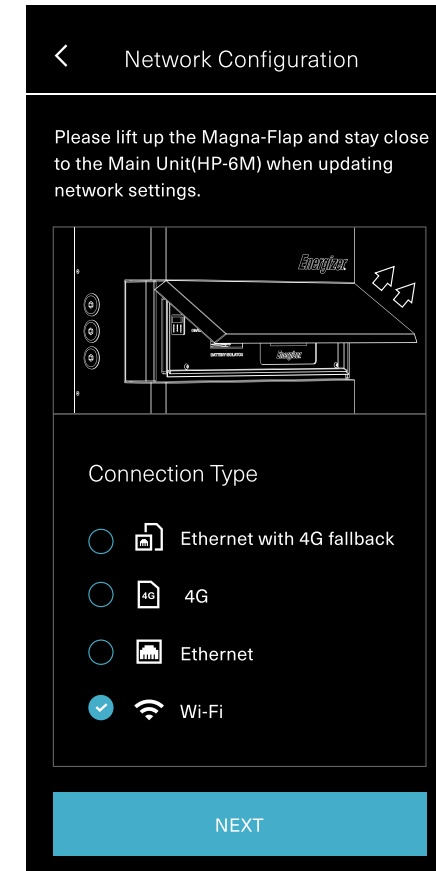 Network Configuration
Please lift up the Magna-Flap and stay close
to the Main Unit(HP-6M) when updating
network settings.
Energizer
BATTERY ISOLATOR
Energizer
Connection Type
Ethernet with 4G fallback
4G
4G
Ethernet
Wi-Fi
NEXT